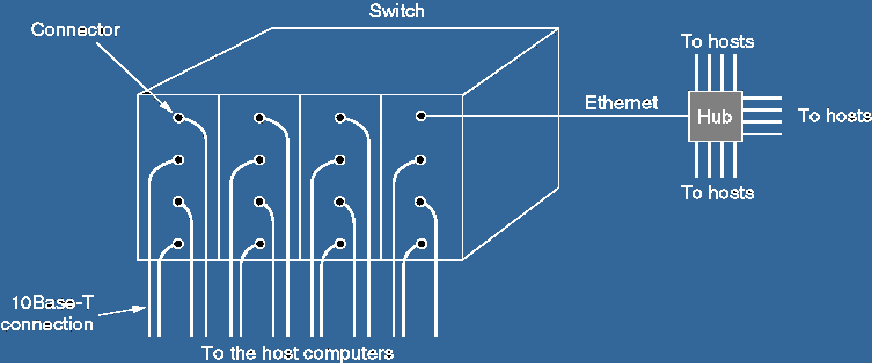 Switch
Connector
To hosts
Ethernet
Hub
To hosts
To hosts
10Base-T
connection
To the host computers